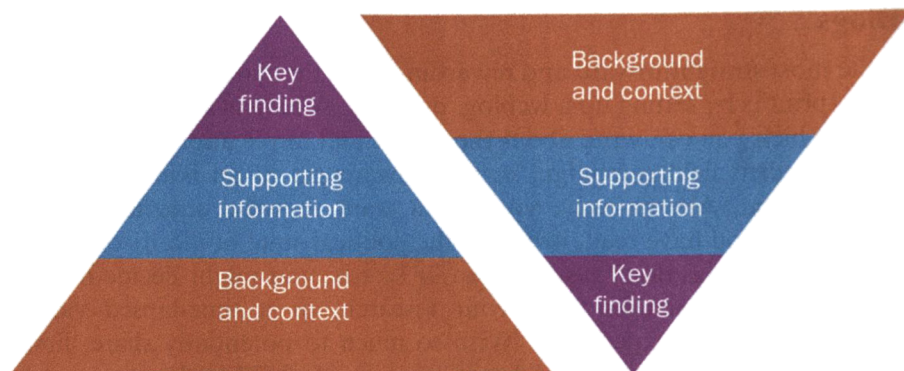 Key
finding
Supporting
information
Background
and context
Background
and context
Supporting
information
Key
finding